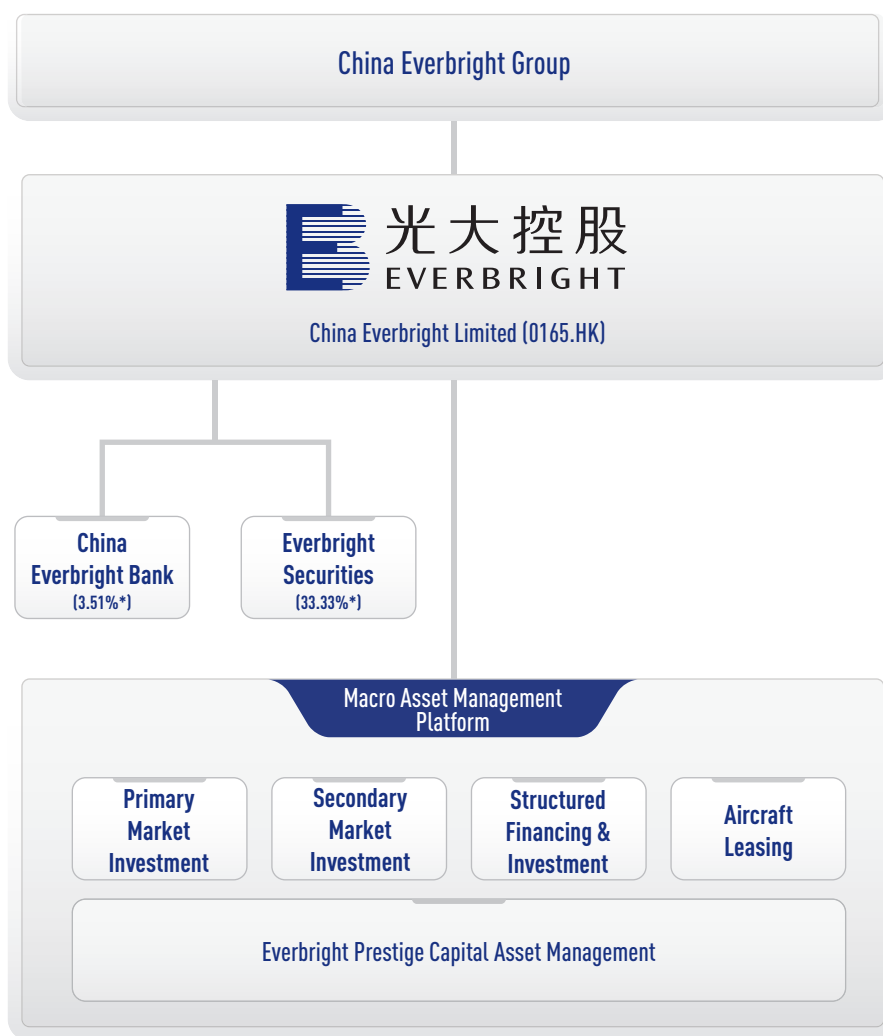 China Everbright Group
光大控股
EVERBRIGHT
China Everbright Limited (0165.HK)
China
Everbright Bank
(3.51%*)
Everbright
Securities
(33.33%*)
Macro Asset Management
Platform
Primary
Market
Investment
Secondary
Market
Investment
Structured
Financing &
Investment
Aircraft
Leasing
Everbright Prestige Capital Asset Management